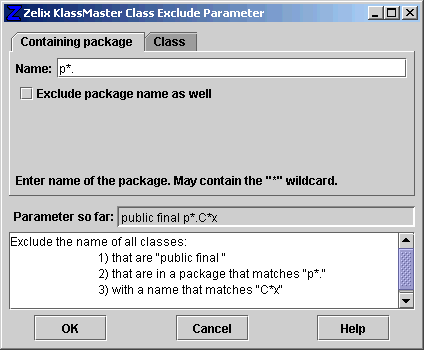 Zelix KlassMaster Class Exclude Parameter
Containing package Class
Name: p*.
Exclude package name as well
Enter name of the package. May contain the "*" wildcard.
Parameter so far: public final p*.C*x
Exclude the name of all classes:
1) that are "public final "
2) that are in a package that matches "p*."
3) with a name that matches "C*x"
OK Cancel Help